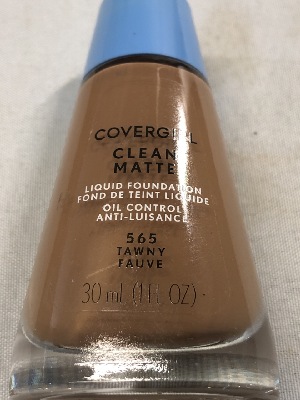 COVERGIRL
CLEAN
MATTE
LIQUID FOUNDATION
FOND DE TEINT LIQUIDE
OIL CONTROL
ANTI-LUISANCE
565
TAWNY
FAUVE
30 ml (1 FL OZ)